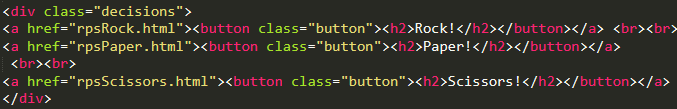 <div class="decisions">
<a href="rpsRock.html"><button class="button"><h2>Rock!</h2></button></a> <br><br>
<a href="rpsPaper.html"><button class="button"><h2>Paper!</h2></button></a>
<br><br>
<a href="rpsScissors.html"><button class="button"><h2>Scissors!</h2></button></a>
</div>